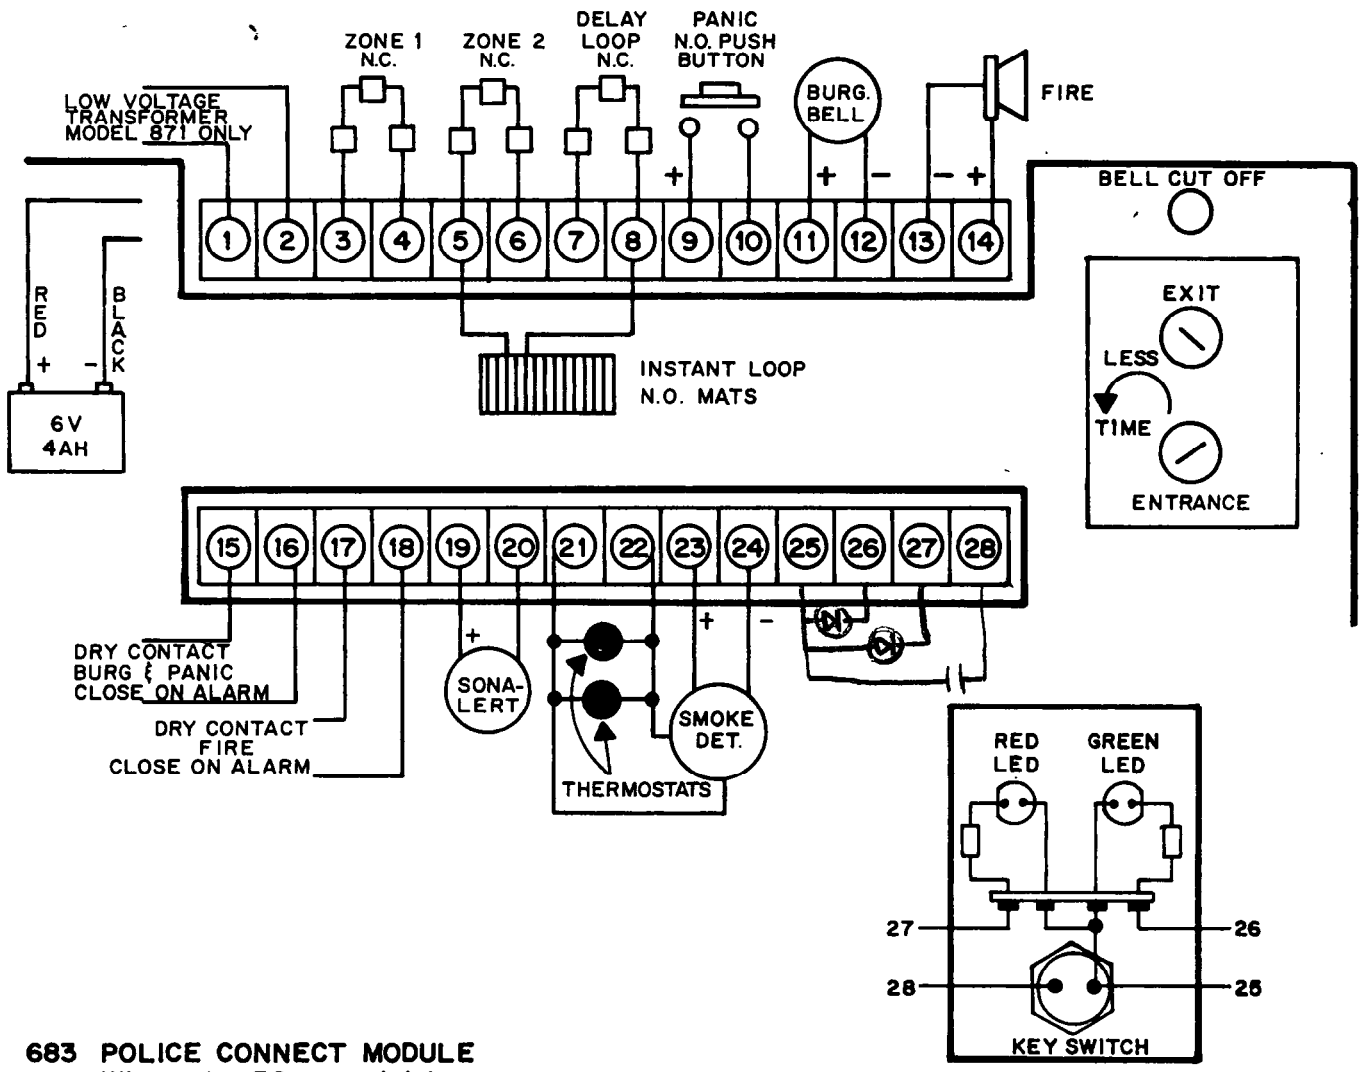 DELAY
LOOP
N.C.
PANIC
N.O. PUSH
BUTTON
ZONE 1
N.C.
ZONE 2
N.C.
LOW VOLTAGE
TRANSFORMER
MODEL 871 ONLY
BURG.
BELL
FIRE
+
+ -
- +
BELL CUT OFF
1 2 3 4 5 6 7 8 9 10 11 12 13 14
RED
+
BLACK
-
6V
4AH
INSTANT LOOP
N.O. MATS
EXIT
LESS
TIME
ENTRANCE
15 16 17 18 19 20 21 22 23 24 25 26 27 28
DRY CONTACT
BURG & PANIC
CLOSE ON ALARM
DRY CONTACT
FIRE
CLOSE ON ALARM
+
SONA-
LERT
+ -
SMOKE
DET.
THERMOSTATS
RED
LED
GREEN
LED
27
26
28
25
KEY SWITCH
683 POLICE CONNECT MODULE